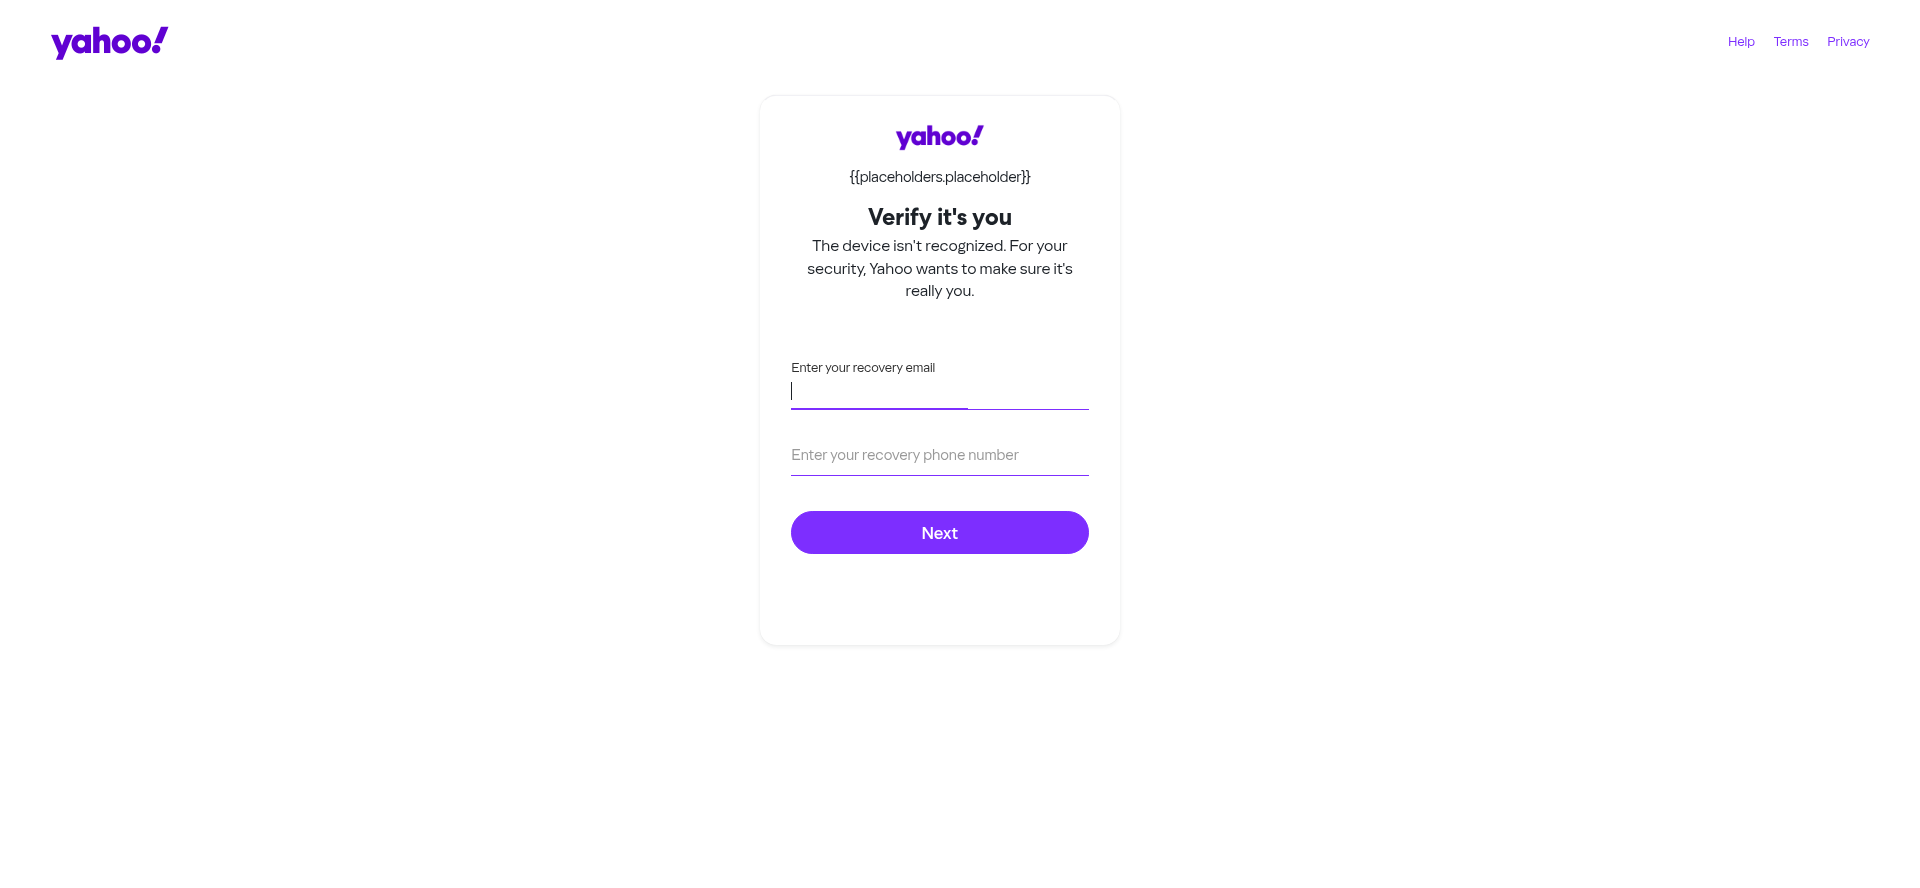 yahoo!
Help Terms Privacy
yahoo!
{{placeholders.placeholder}}
Verify it's you
The device isn't recognized. For your
security, Yahoo wants to make sure it's
really you.
Enter your recovery email
Enter your recovery phone number
Next